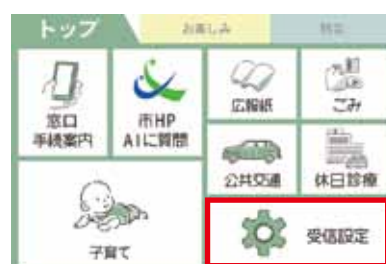 トップ
お楽しみ
防災
窓口
手続案内
市HP
AIに質問
広報紙
ごみ
公共交通
休日診療
子育て
受信設定